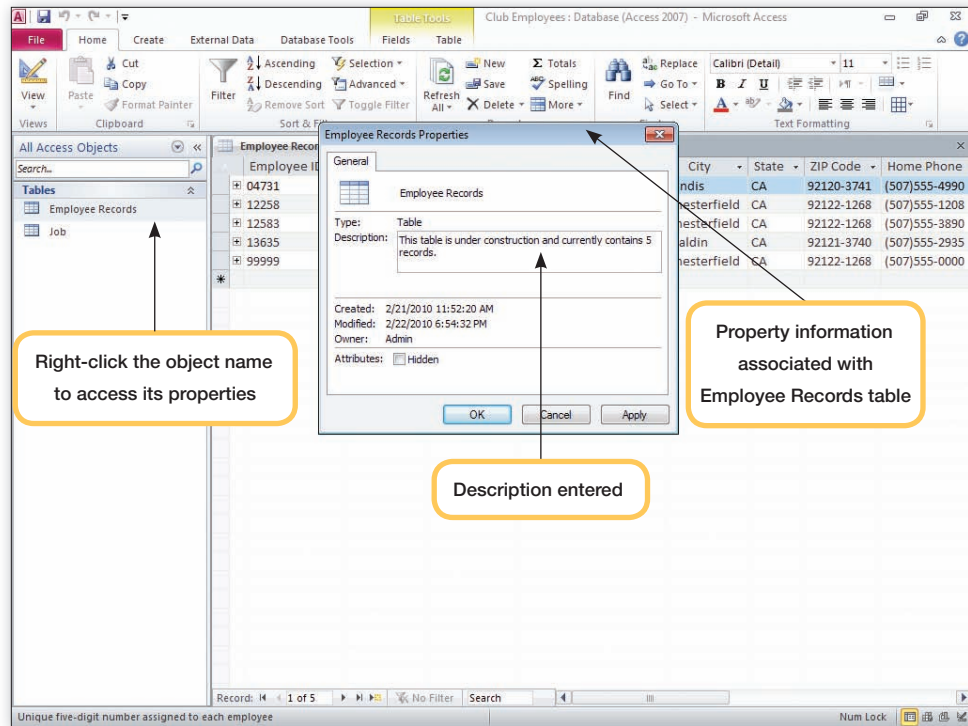 Table Tools
Club Employees : Database (Access 2007) - Microsoft Access
File Home Create External Data Database Tools Fields Table
View
Views
Paste
Cut
Copy
Format Painter
Clipboard
Filter
Ascending
Descending
Remove Sort
Selection
Advanced
Toggle Filter
Sort &
Refresh All
New
Save
Delete
Totals
Spelling
More
Find
Replace
Go To
Select
Calibri (Detail) 11
B I U
Text Formatting
All Access Objects
Search...
Tables
Employee Records
Job
Employee Recor
Employee ID City State ZIP Code Home Phone
04731 ndis CA 92120-3741 (507)555-4990
12258 esterfield CA 92122-1268 (507)555-1208
12583 esterfield CA 92122-1268 (507)555-3890
13635 aldin CA 92121-3740 (507)555-2935
99999 esterfield CA 92122-1268 (507)555-0000
Employee Records Properties
General
Employee Records
Type: Table
Description: This table is under construction and currently contains 5
records.
Created: 2/21/2010 11:52:20 AM
Modified: 2/22/2010 6:54:32 PM
Owner: Admin
Attributes: Hidden
OK Cancel Apply
Right-click the object name
to access its properties
Property information
associated with
Employee Records table
Description entered
Record: 1 of 5 No Filter Search
Unique five-digit number assigned to each employee
Num Lock